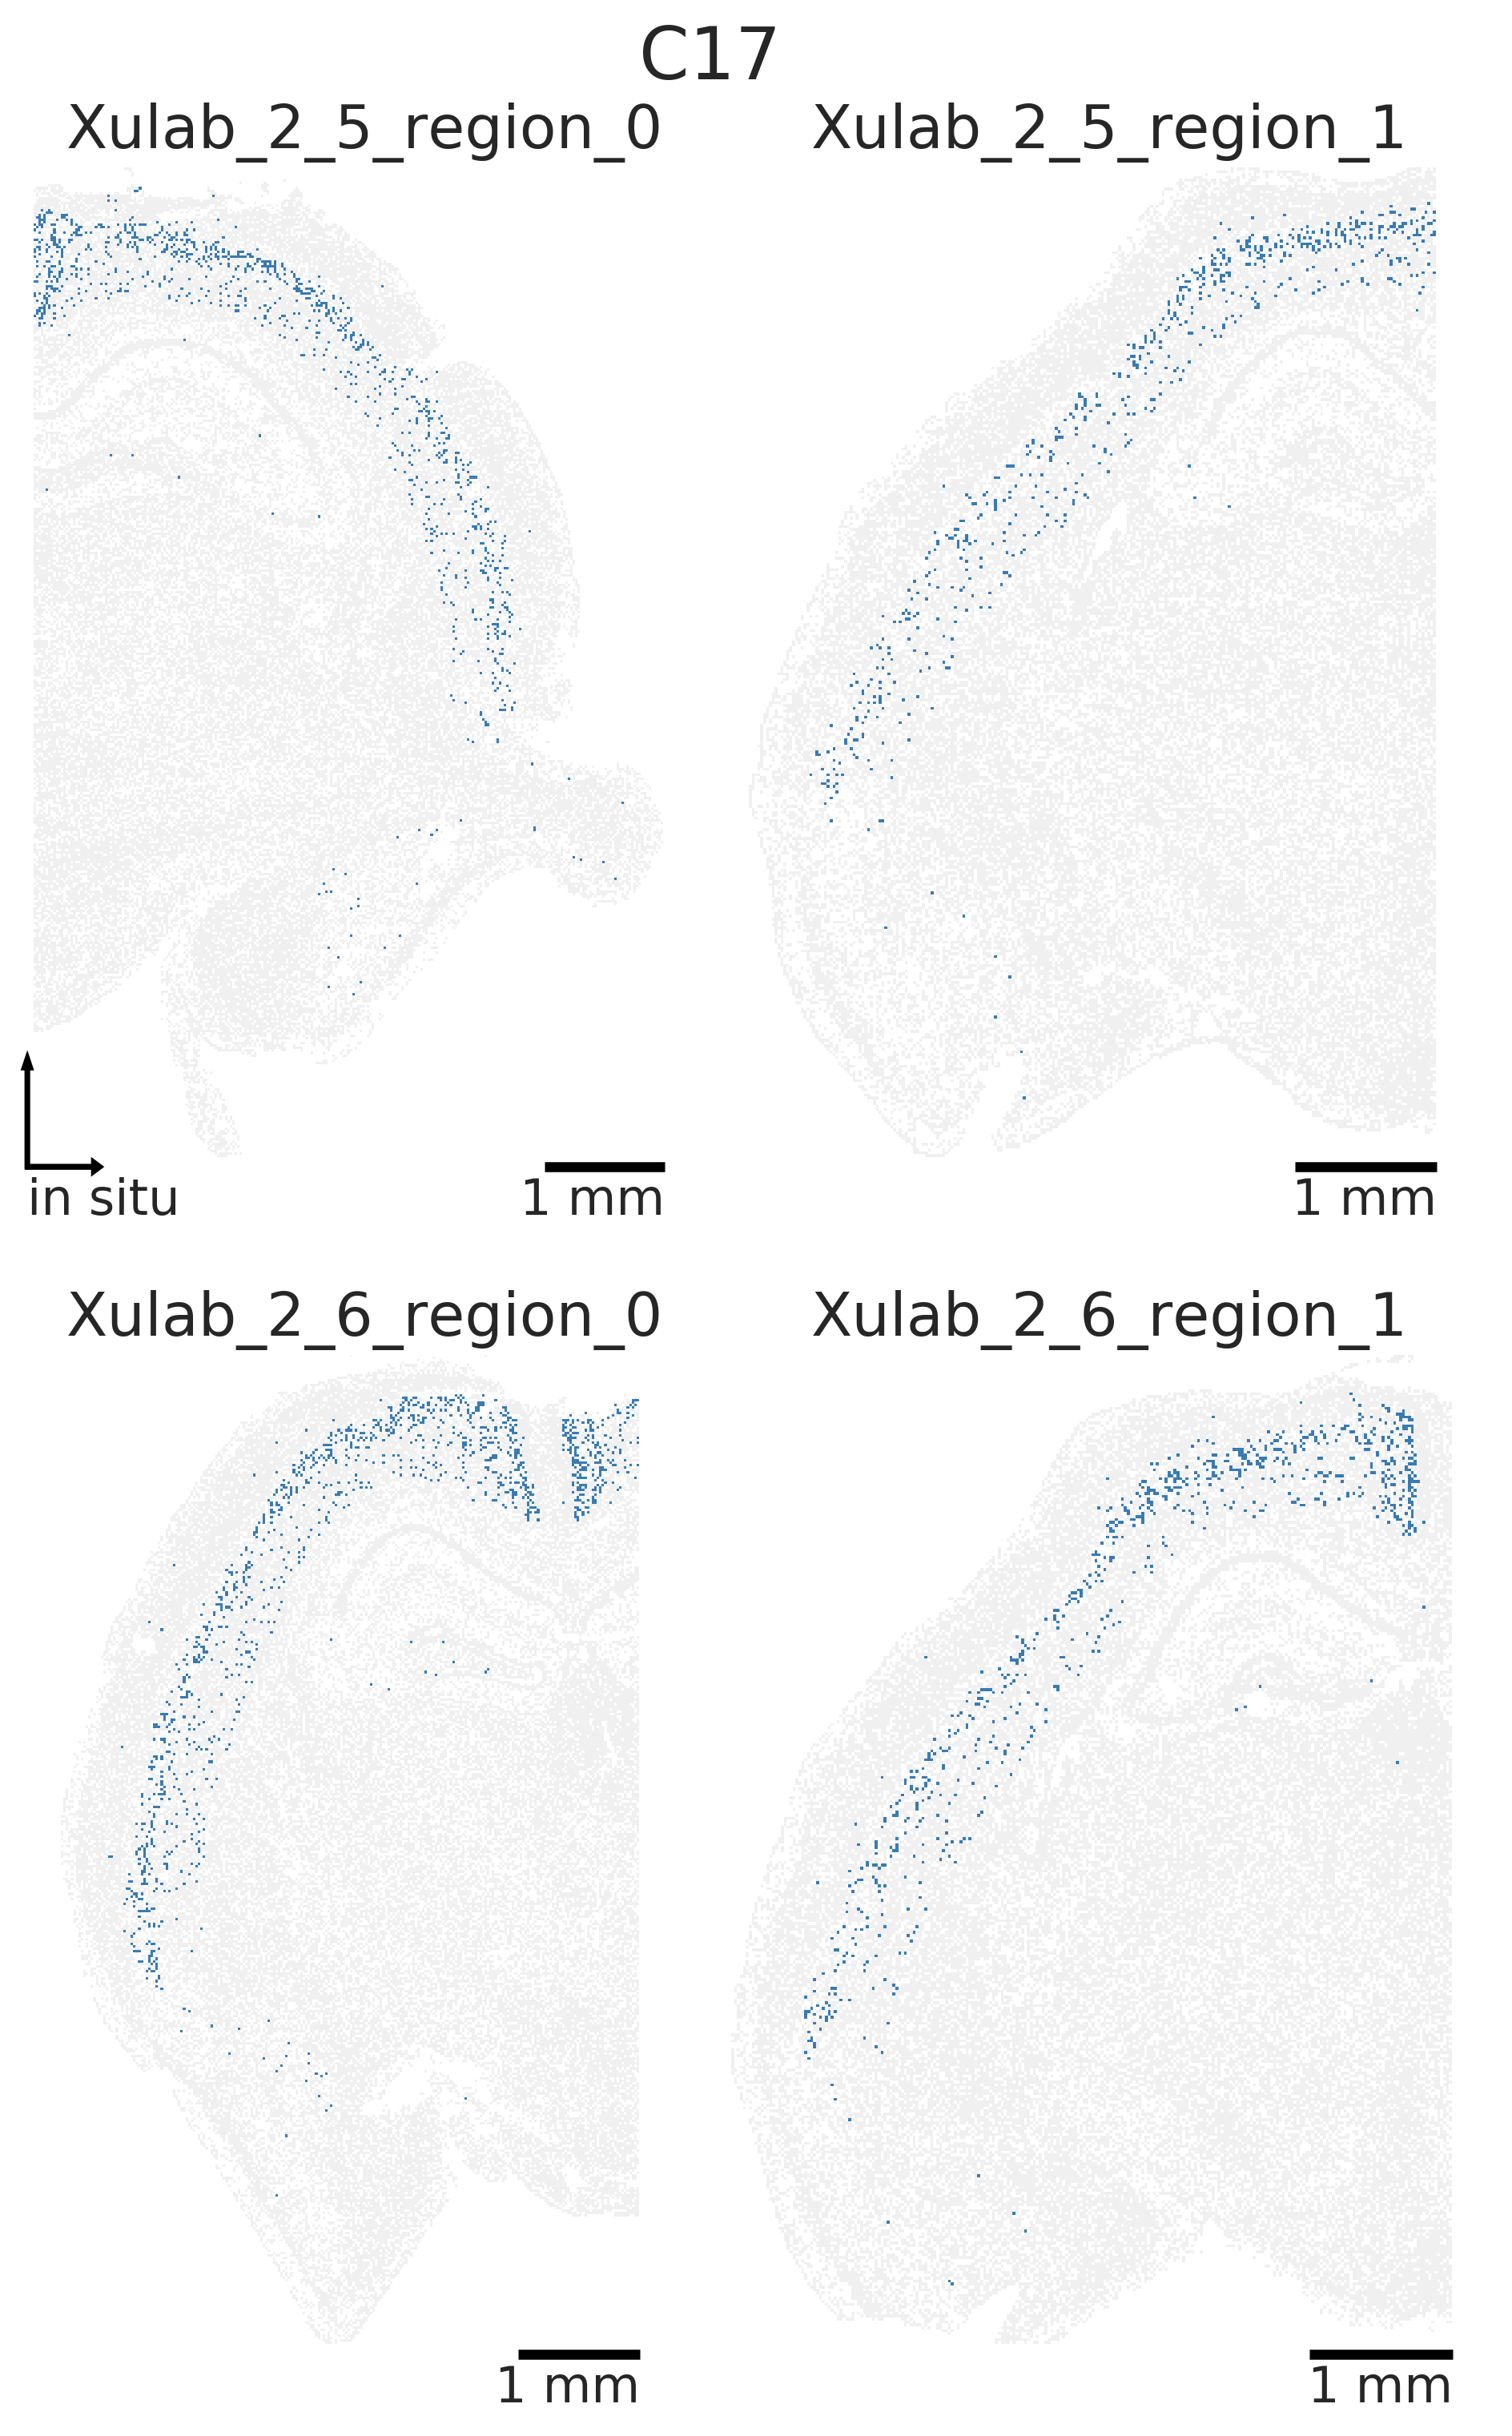 C17
Xulab_2_5_region_0
Xulab_2_5_region_1
in situ
1 mm
1 mm
Xulab_2_6_region_0
Xulab_2_6_region_1
1 mm
1 mm